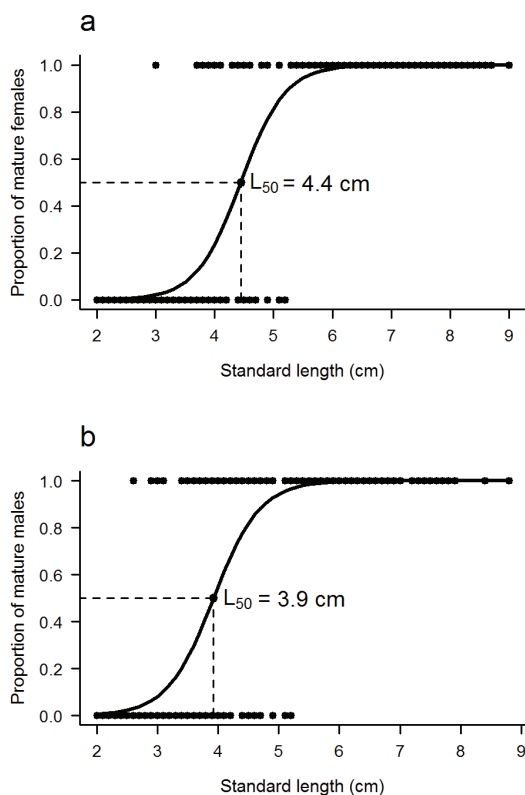 a
Proportion of mature females
1.0
0.8
0.6
0.4
0.2
0.0
L50 = 4.4 cm
2 3 4 5 6 7 8 9
Standard length (cm)
b
Proportion of mature males
1.0
0.8
0.6
0.4
0.2
0.0
L50 = 3.9 cm
2 3 4 5 6 7 8 9
Standard length (cm)